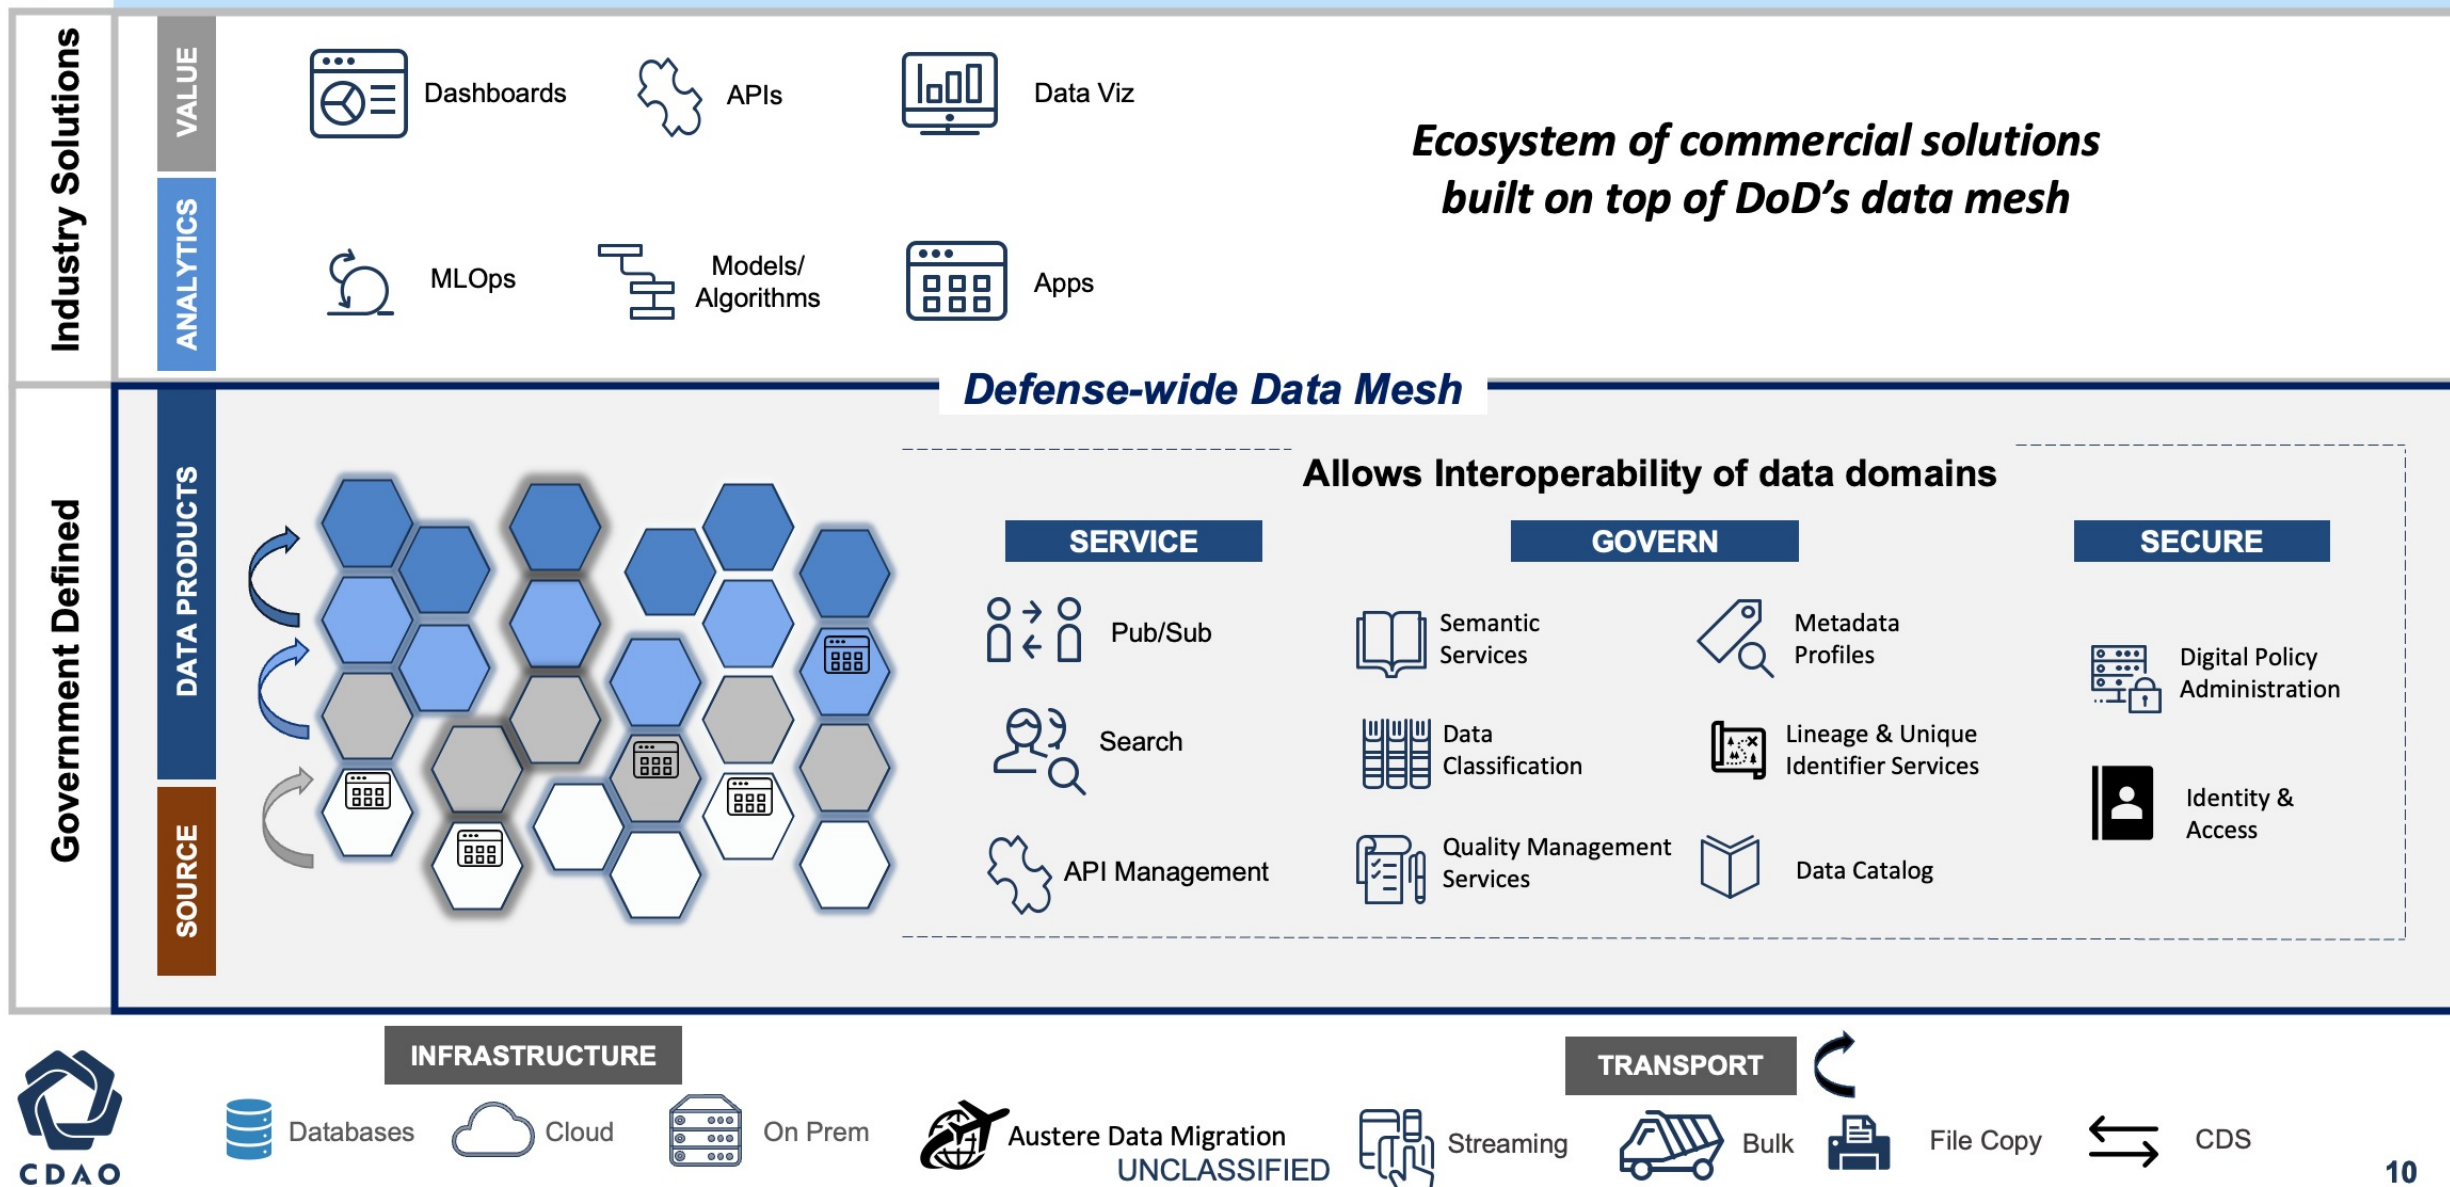 Industry Solutions
VALUE
Dashboards
APIs
Data Viz
Ecosystem of commercial solutions
built on top of DoD's data mesh
ANALYTICS
MLOps
Models/
Algorithms
Apps
Defense-wide Data Mesh
Government Defined
DATA PRODUCTS
SOURCE
Allows Interoperability of data domains
SERVICE
Pub/Sub
Search
API Management
GOVERN
Semantic
Services
Metadata
Profiles
Data
Classification
Lineage & Unique
Identifier Services
Quality Management
Services
Data Catalog
SECURE
Digital Policy
Administration
Identity &
Access
CDAO
INFRASTRUCTURE
Databases
Cloud
On Prem
Austere Data Migration
UNCLASSIFIED
TRANSPORT
Streaming
Bulk
File Copy
CDS
10